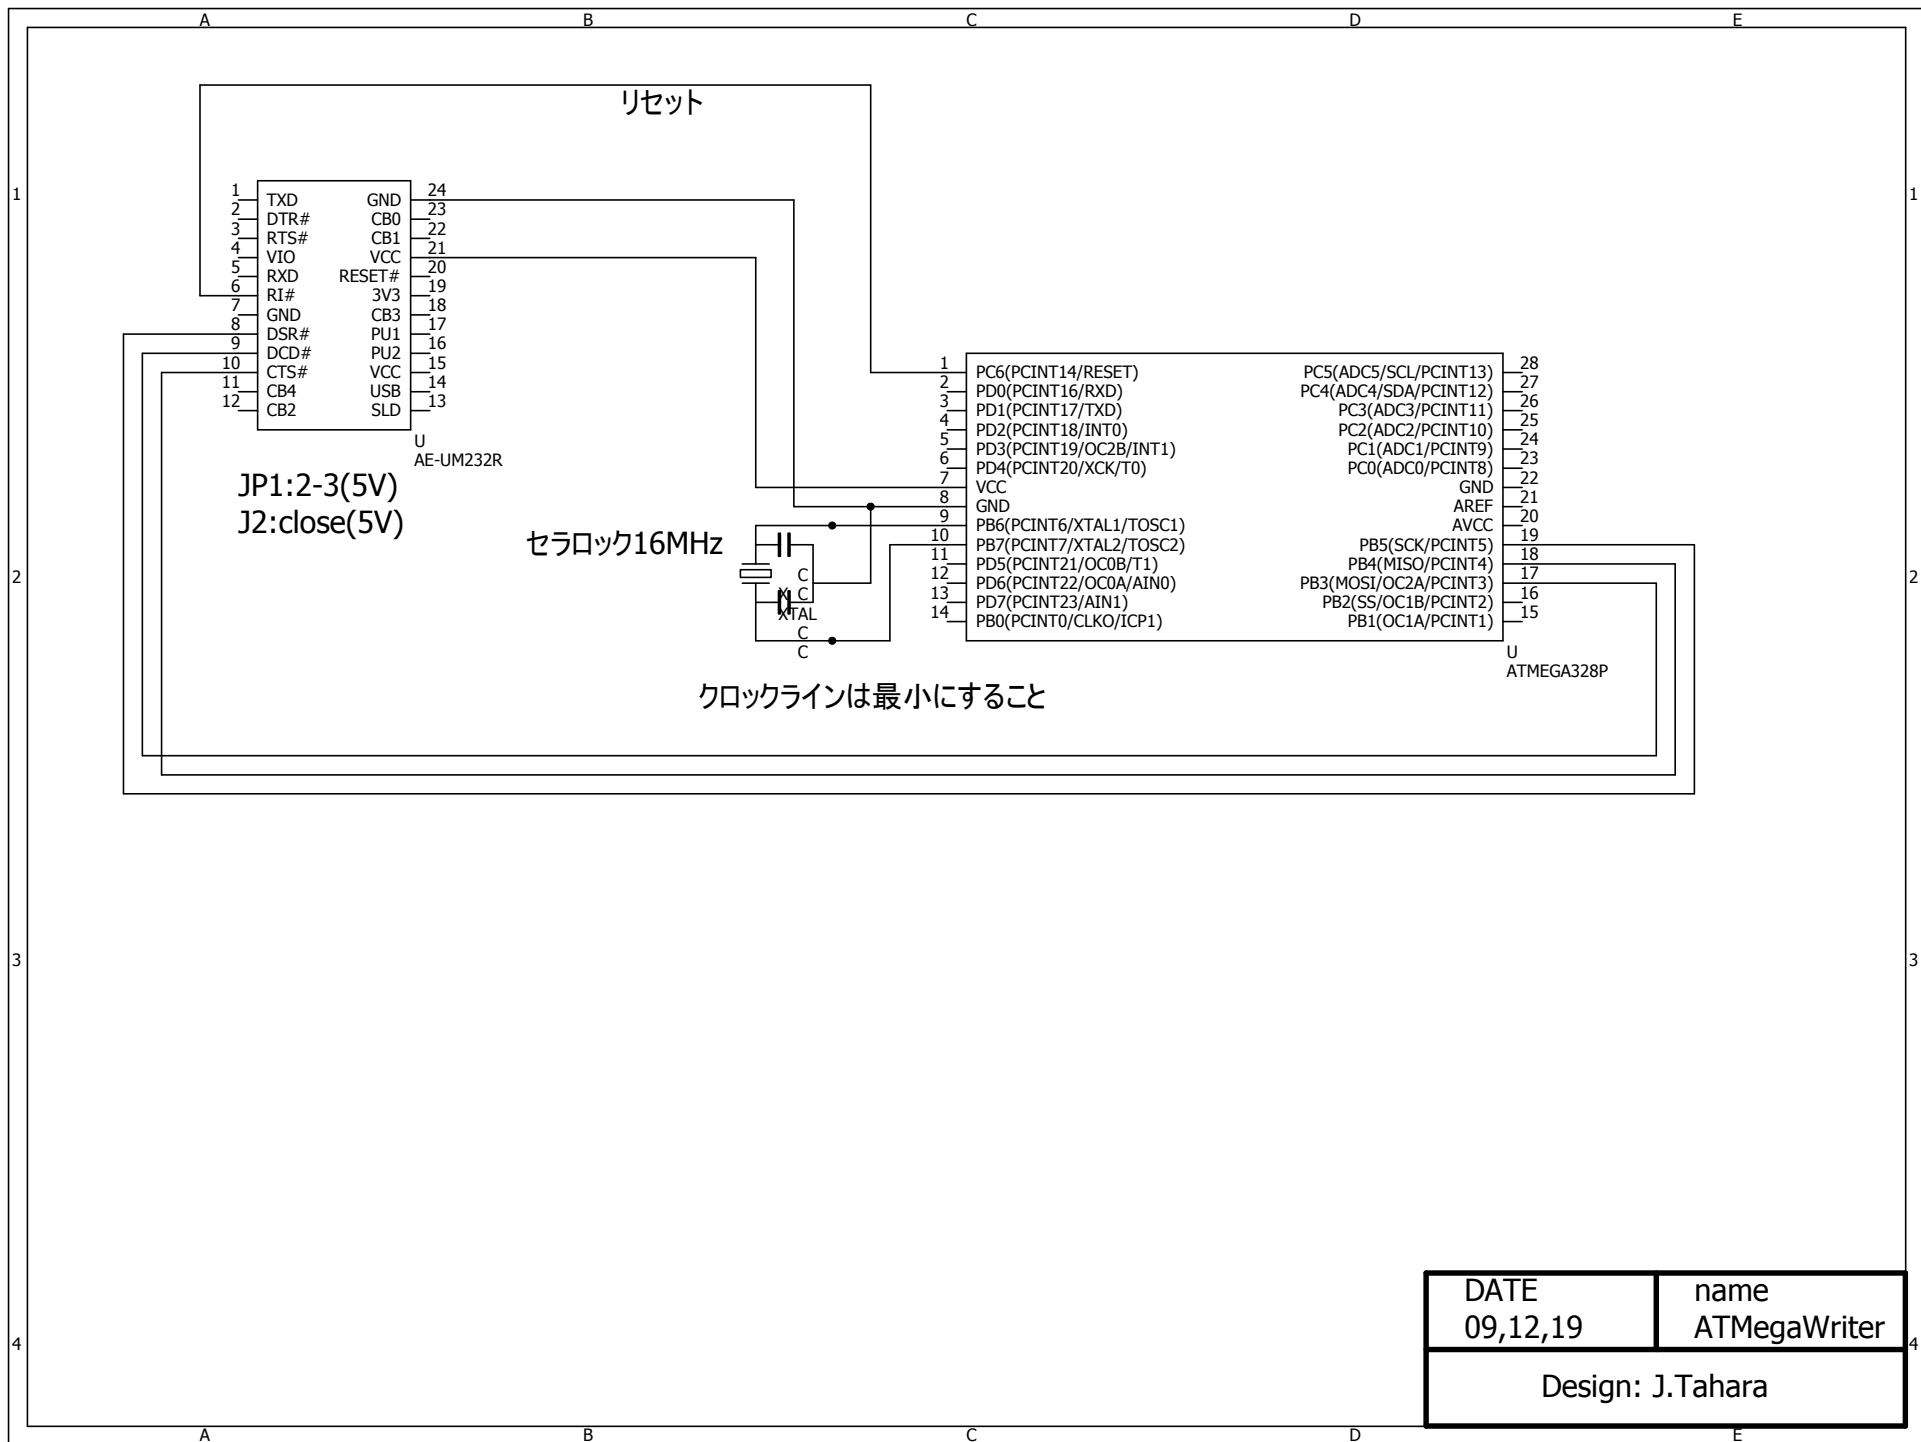 A B C D E
リセット
1 1
1 TXD GND 24
2 DTR# CB0 23
3 RTS# CB1 22
4 VIO VCC 21
5 RXD RESET# 20
6 RI# 3V3 19
7 GND CB3 18
8 DSR# PU1 17
9 DCD# PU2 16
10 CTS# VCC 15
11 CB4 USB 14
12 CB2 SLD 13
U
AE-UM232R
JP1:2-3(5V)
J2:close(5V)
1 PC6(PCINT14/RESET) PC5(ADC5/SCL/PCINT13) 28
2 PD0(PCINT16/RXD) PC4(ADC4/SDA/PCINT12) 27
3 PD1(PCINT17/TXD) PC3(ADC3/PCINT11) 26
4 PD2(PCINT18/INT0) PC2(ADC2/PCINT10) 25
5 PD3(PCINT19/OC2B/INT1) PC1(ADC1/PCINT9) 24
6 PD4(PCINT20/XCK/T0) PC0(ADC0/PCINT8) 23
7 VCC GND 22
8 GND AREF 21
9 PB6(PCINT6/XTAL1/TOSC1) AVCC 20
10 PB7(PCINT7/XTAL2/TOSC2) PB5(SCK/PCINT5) 19
11 PD5(PCINT21/OC0B/T1) PB4(MISO/PCINT4) 18
12 PD6(PCINT22/OC0A/AIN0) PB3(MOSI/OC2A/PCINT3) 17
13 PD7(PCINT23/AIN1) PB2(SS/OC1B/PCINT2) 16
14 PB0(PCINT0/CLKO/ICP1) PB1(OC1A/PCINT1) 15
U
ATMEGA328P
セラロック16MHz
2 2
C
X C
XTAL
C
C
クロックラインは最小にすること
3 3
4 4
DATE
09,12,19
name
ATMegaWriter
Design: J.Tahara
A B C D E